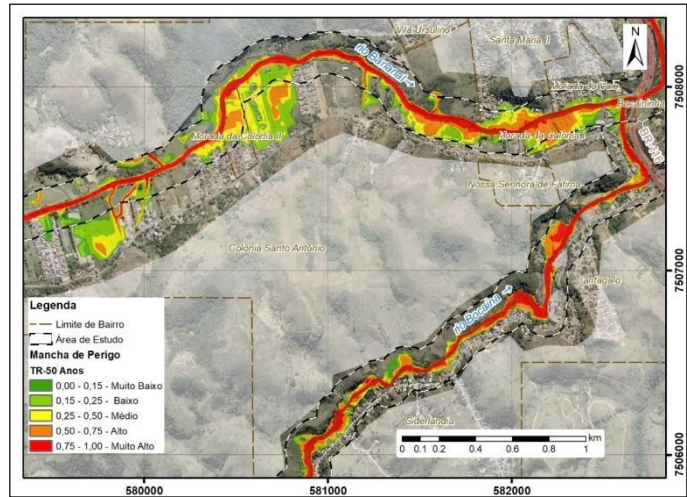 Vila Ursulino
Santa Maria I
N
rio Bananal
7508000
Morada do Vale
Bocaininha
Morada da Colônia II
Morada da Colônia I
BR-116
Nossa Senhora de Fátima
7507000
Colônia Santo Antônio
Cantagalo
rio Bocaina
Siderlândia
7506000
Legenda
Limite de Bairro
Área de Estudo
Mancha de Perigo
TR-50 Anos
0,00 - 0,15 - Muito Baixo
0,15 - 0,25 - Baixo
0,25 - 0,50 - Médio
0,50 - 0,75 - Alto
0,75 - 1,00 - Muito Alto
km
0 0.1 0.2 0.4 0.6 0.8 1
580000 581000 582000